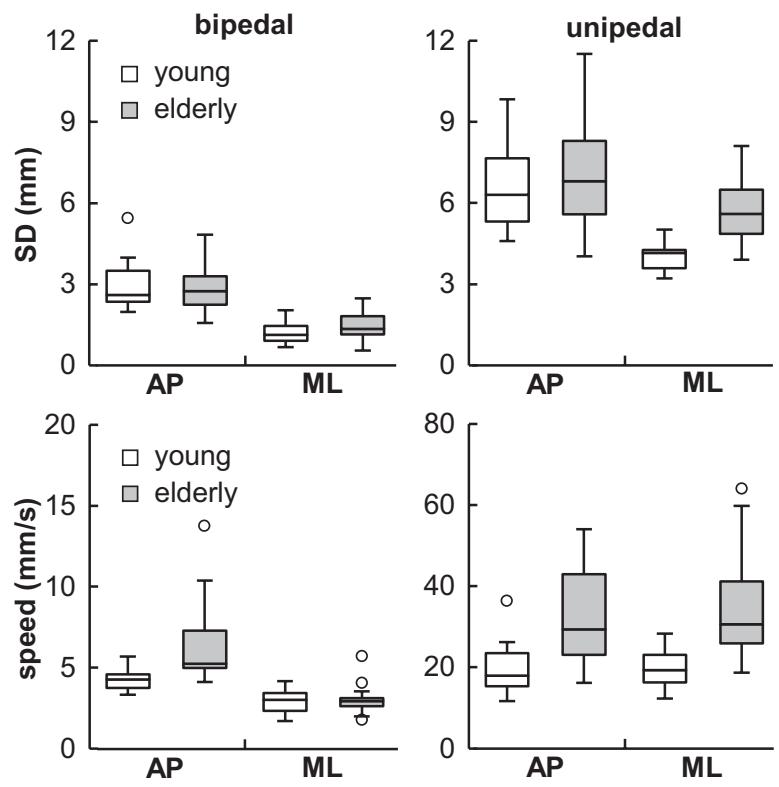 bipedal
unipedal
12
9
6
3
0
SD (mm)
young
elderly
AP
ML
12
9
6
3
0
AP
ML
20
15
10
5
0
speed (mm/s)
young
elderly
AP
ML
80
60
40
20
0
AP
ML